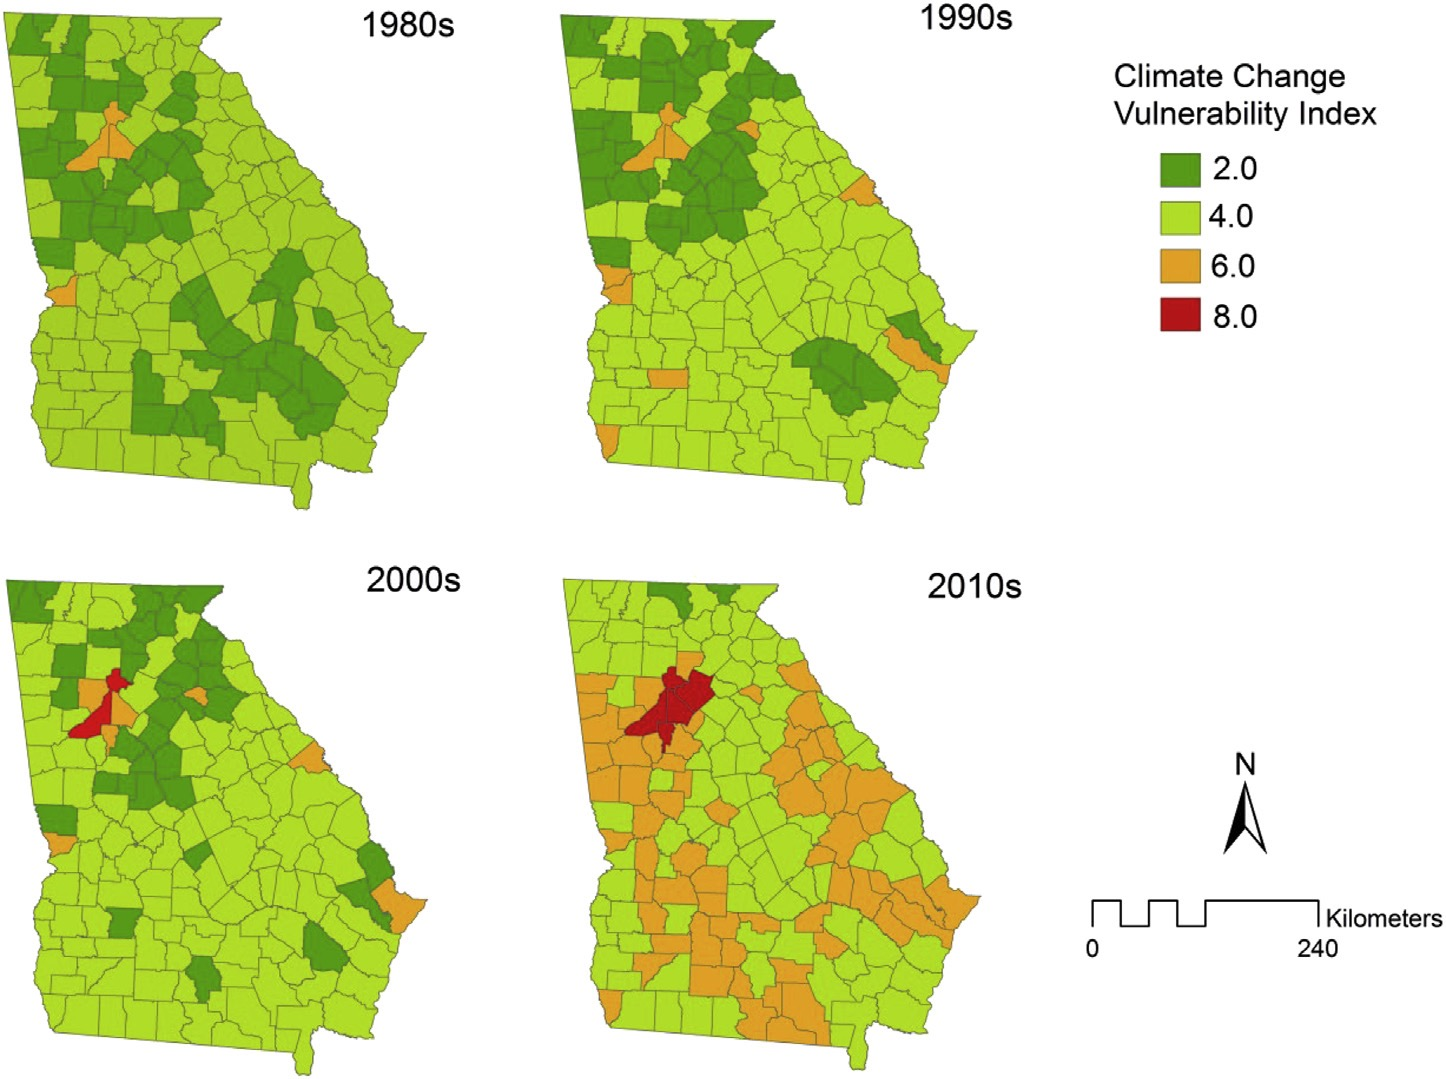 1980s
1990s
Climate Change
Vulnerability Index
2.0
4.0
6.0
8.0
2000s
2010s
N
Kilometers
0
240